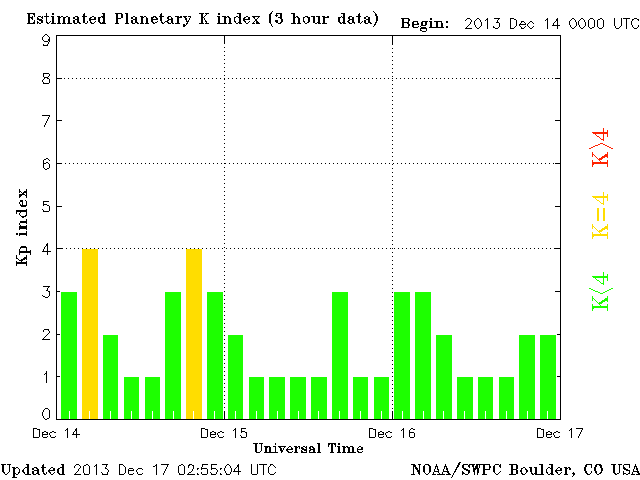 Estimated Planetary K index (3 hour data) Begin: 2013 Dec 14 0000 UTC
9
8
7
6
5
4
3
2
1
0
Kp index
K>4
K=4
K<4
Dec 14 Dec 15 Dec 16 Dec 17
Universal Time
Updated 2013 Dec 17 02:55:04 UTC NOAA/SWPC Boulder, CO USA